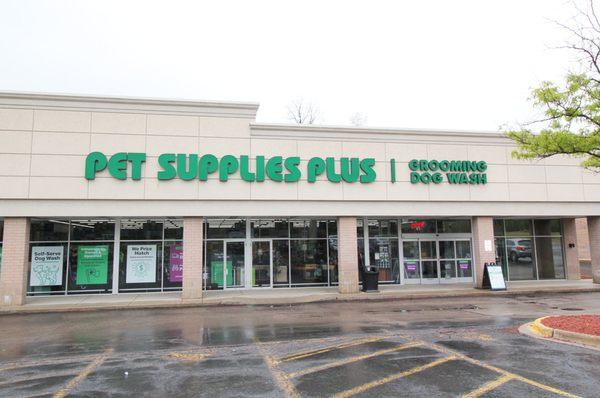 PET SUPPLIES PLUS
GROOMING
DOG WASH
Self-Serve
Dog Wash
We Price
Match